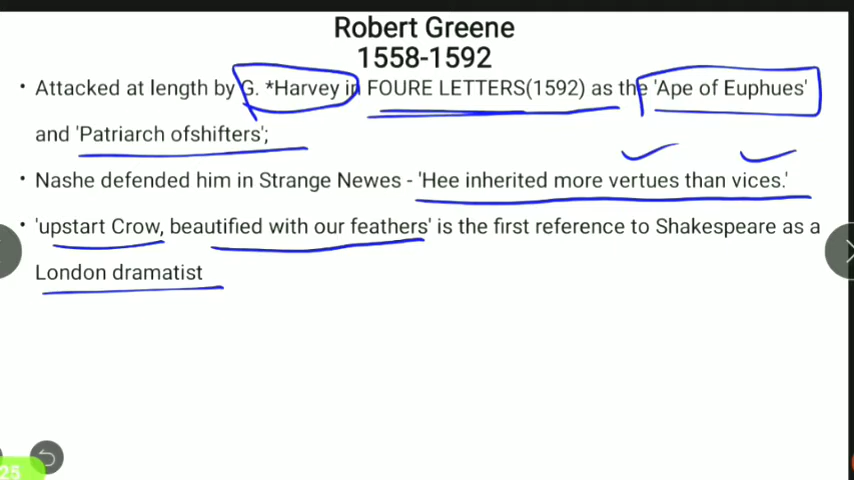 Robert Greene
1558-1592
• Attacked at length by G. *Harvey in FOURE LETTERS(1592) as the 'Ape of Euphues'
and 'Patriarch ofshifters';
• Nashe defended him in Strange Newes - 'Hee inherited more vertues than vices.'
• 'upstart Crow, beautified with our feathers' is the first reference to Shakespeare as a
London dramatist
25